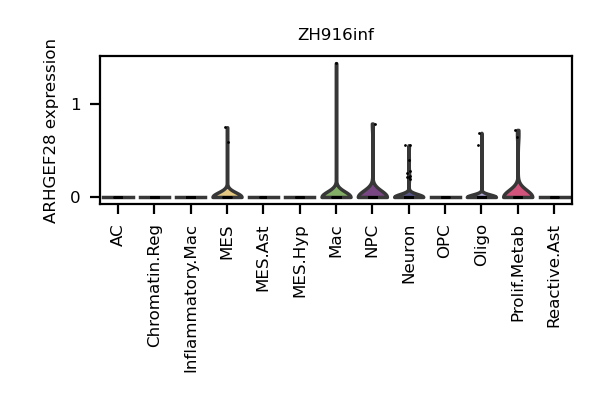 ZH916inf
ARHGEF28 expression
1
0
AC
Chromatin.Reg
Inflammatory.Mac
MES
MES.Ast
MES.Hyp
Mac
NPC
Neuron
OPC
Oligo
Prolif.Metab
Reactive.Ast